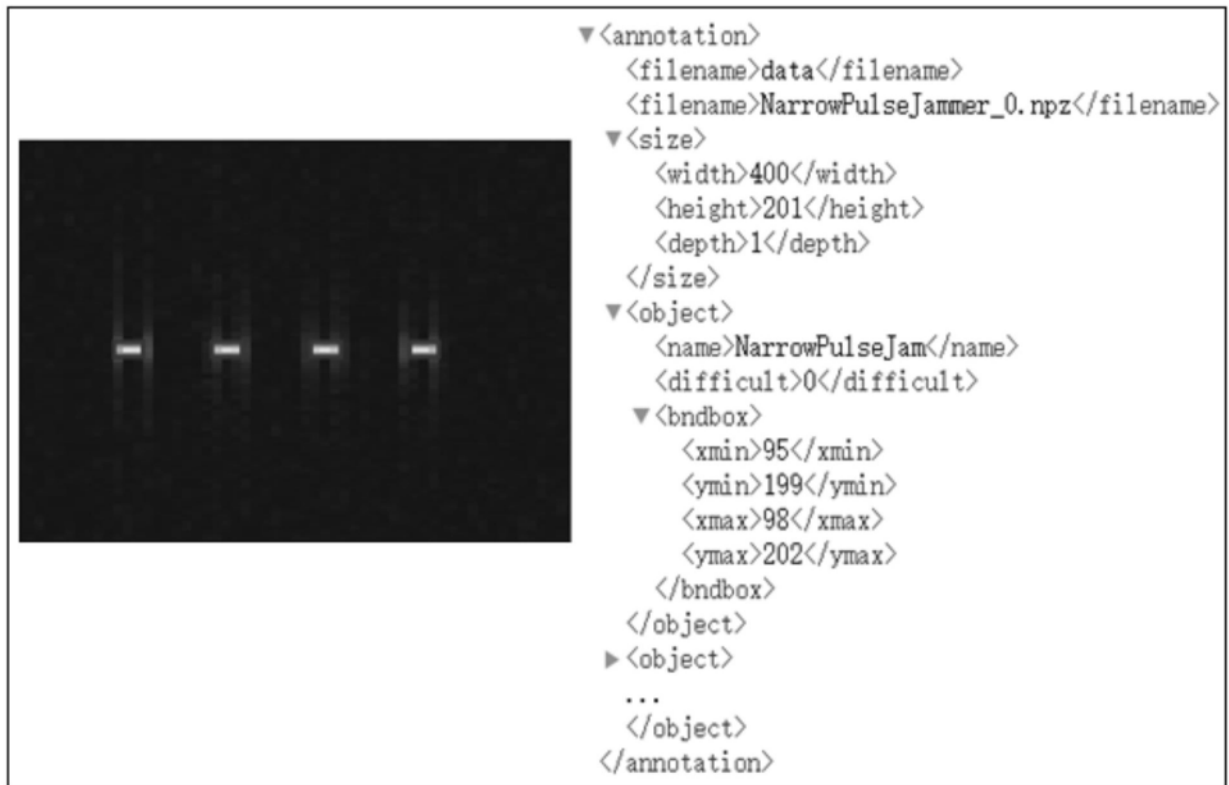 ▼<annotation>
<filename>data</filename>
<filename>NarrowPulseJammer_0.npz</filename>
▼<size>
<width>400</width>
<height>201</height>
<depth>1</depth>
</size>
▼<object>
<name>NarrowPulseJam</name>
<difficult>0</difficult>
▼<bndbox>
<xmin>95</xmin>
<ymin>199</ymin>
<xmax>98</xmax>
<ymax>202</ymax>
</bndbox>
</object>
▶<object>
...
</object>
</annotation>